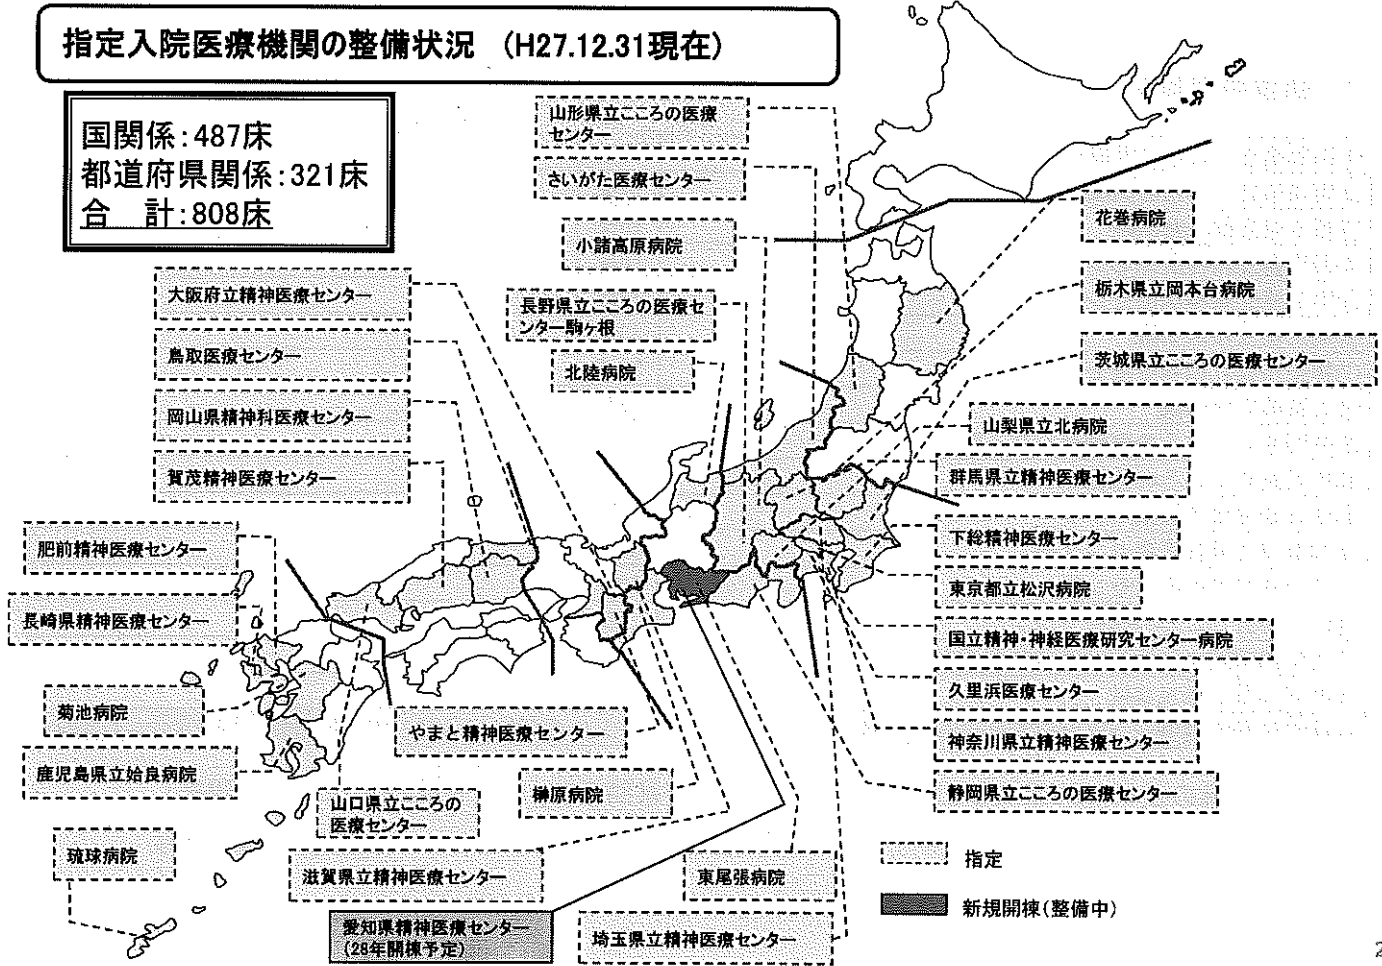 指定入院医療機関の整備状況 (H27.12.31現在)
国関係:487床
都道府県関係:321床
合 計:808床
山形県立こころの医療
センター
さいがた医療センター
小諸高原病院
長野県立こころの医療セ
ンター駒ヶ根
北陸病院
大阪府立精神医療センター
鳥取医療センター
岡山県精神科医療センター
賀茂精神医療センター
肥前精神医療センター
長崎県精神医療センター
菊池病院
鹿児島県立姶良病院
琉球病院
山口県立こころの
医療センター
やまと精神医療センター
榊原病院
滋賀県立精神医療センター
愛知県精神医療センター
(28年開棟予定)
東尾張病院
埼玉県立精神医療センター
花巻病院
栃木県立岡本台病院
茨城県立こころの医療センター
山梨県立北病院
群馬県立精神医療センター
下総精神医療センター
東京都立松沢病院
国立精神・神経医療研究センター病院
久里浜医療センター
神奈川県立精神医療センター
静岡県立こころの医療センター
指定
新規開棟(整備中)
2